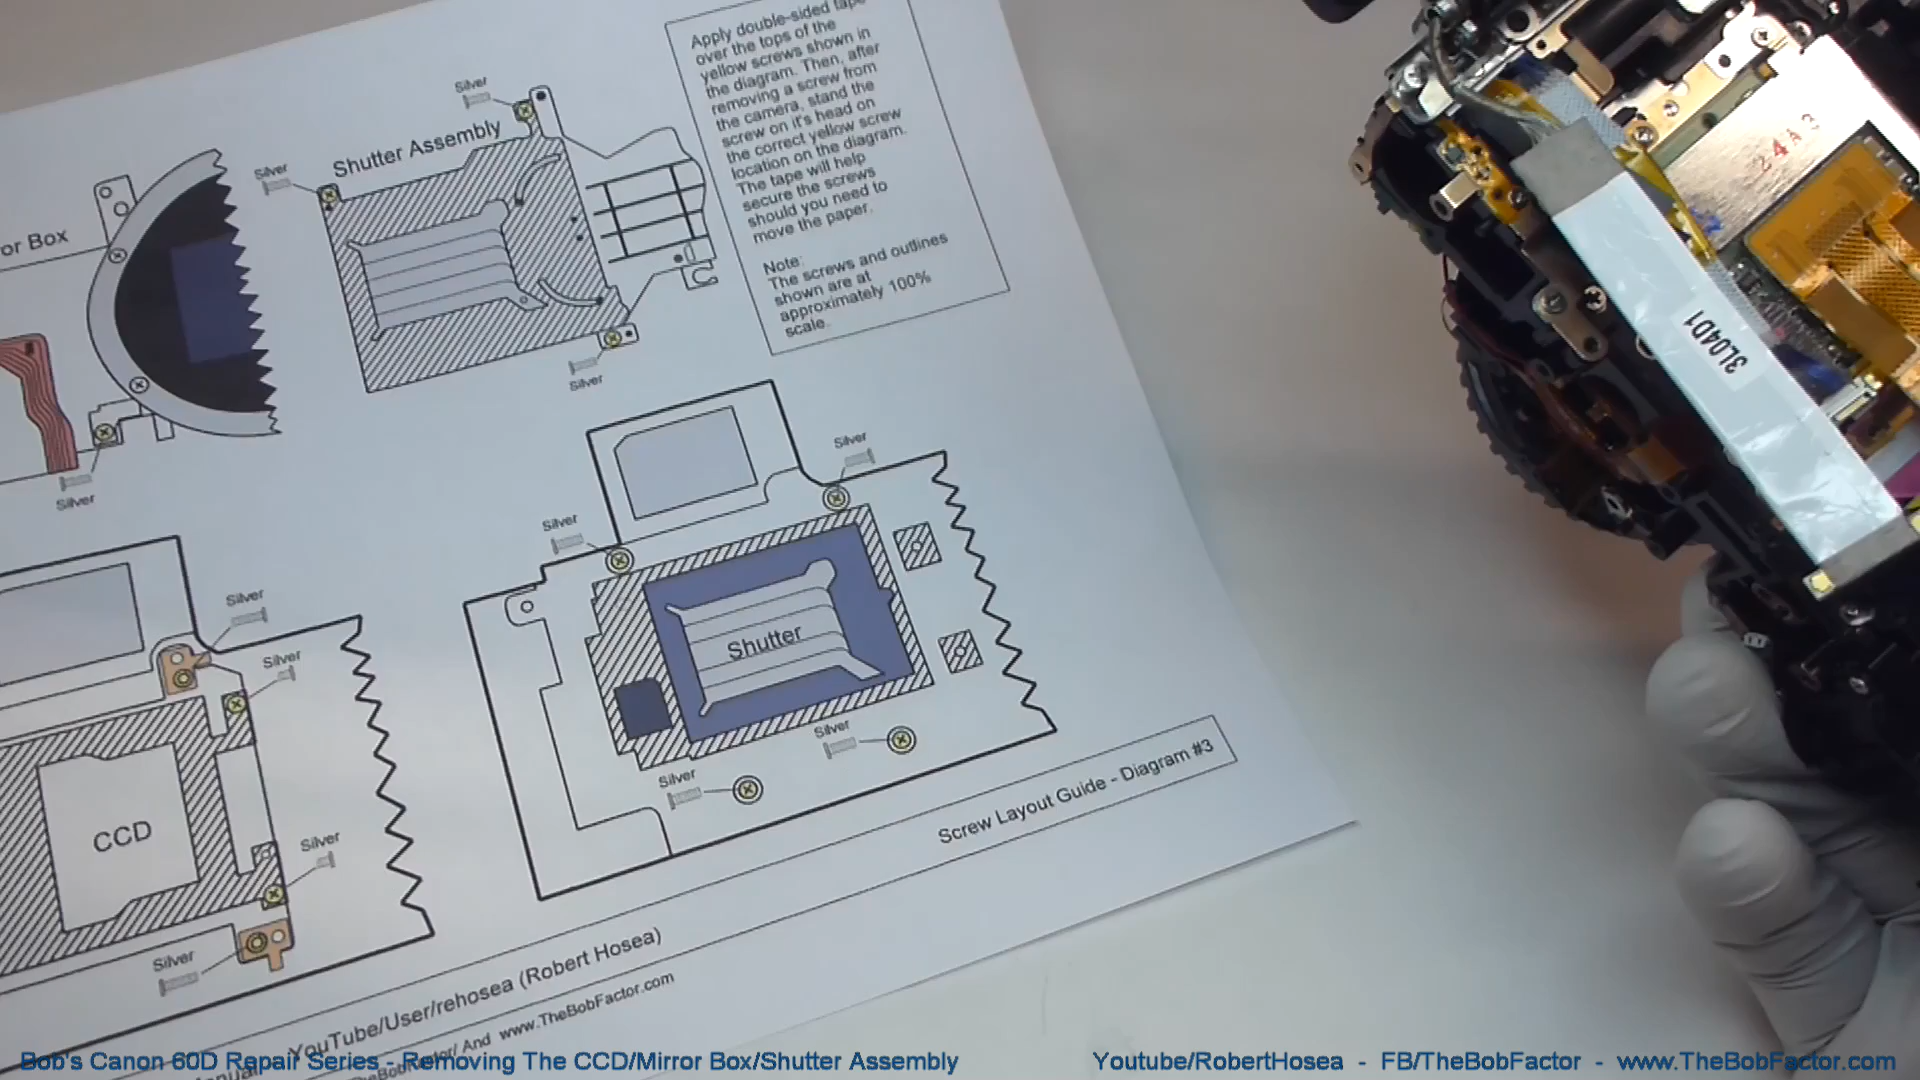 Apply double-sided tape
over the tops of the
yellow screws shown in
the diagram. Then, after
removing a screw from
the camera, stand the
screw on it's head on
the correct yellow screw
location on the diagram.
The tape will help
secure the screws
should you need to
move the paper.
Note:
The screws and outlines
shown are at
approximately 100%
scale.
Silver
Silver
Shutter Assembly
Silver
or Box
Silver
Silver
Silver
Shutter
Silver
Silver
Silver
Silver
CCD
Silver
Silver
Screw Layout Guide - Diagram #3
YouTube/User/rehosea (Robert Hosea)
TheBobFactor/ And www.TheBobFactor.com
24A
3L04D1
Bob's Canon 60D Repair Series - Removing The CCD/Mirror Box/Shutter Assembly
Youtube/RobertHosea - FB/TheBobFactor - www.TheBobFactor.com